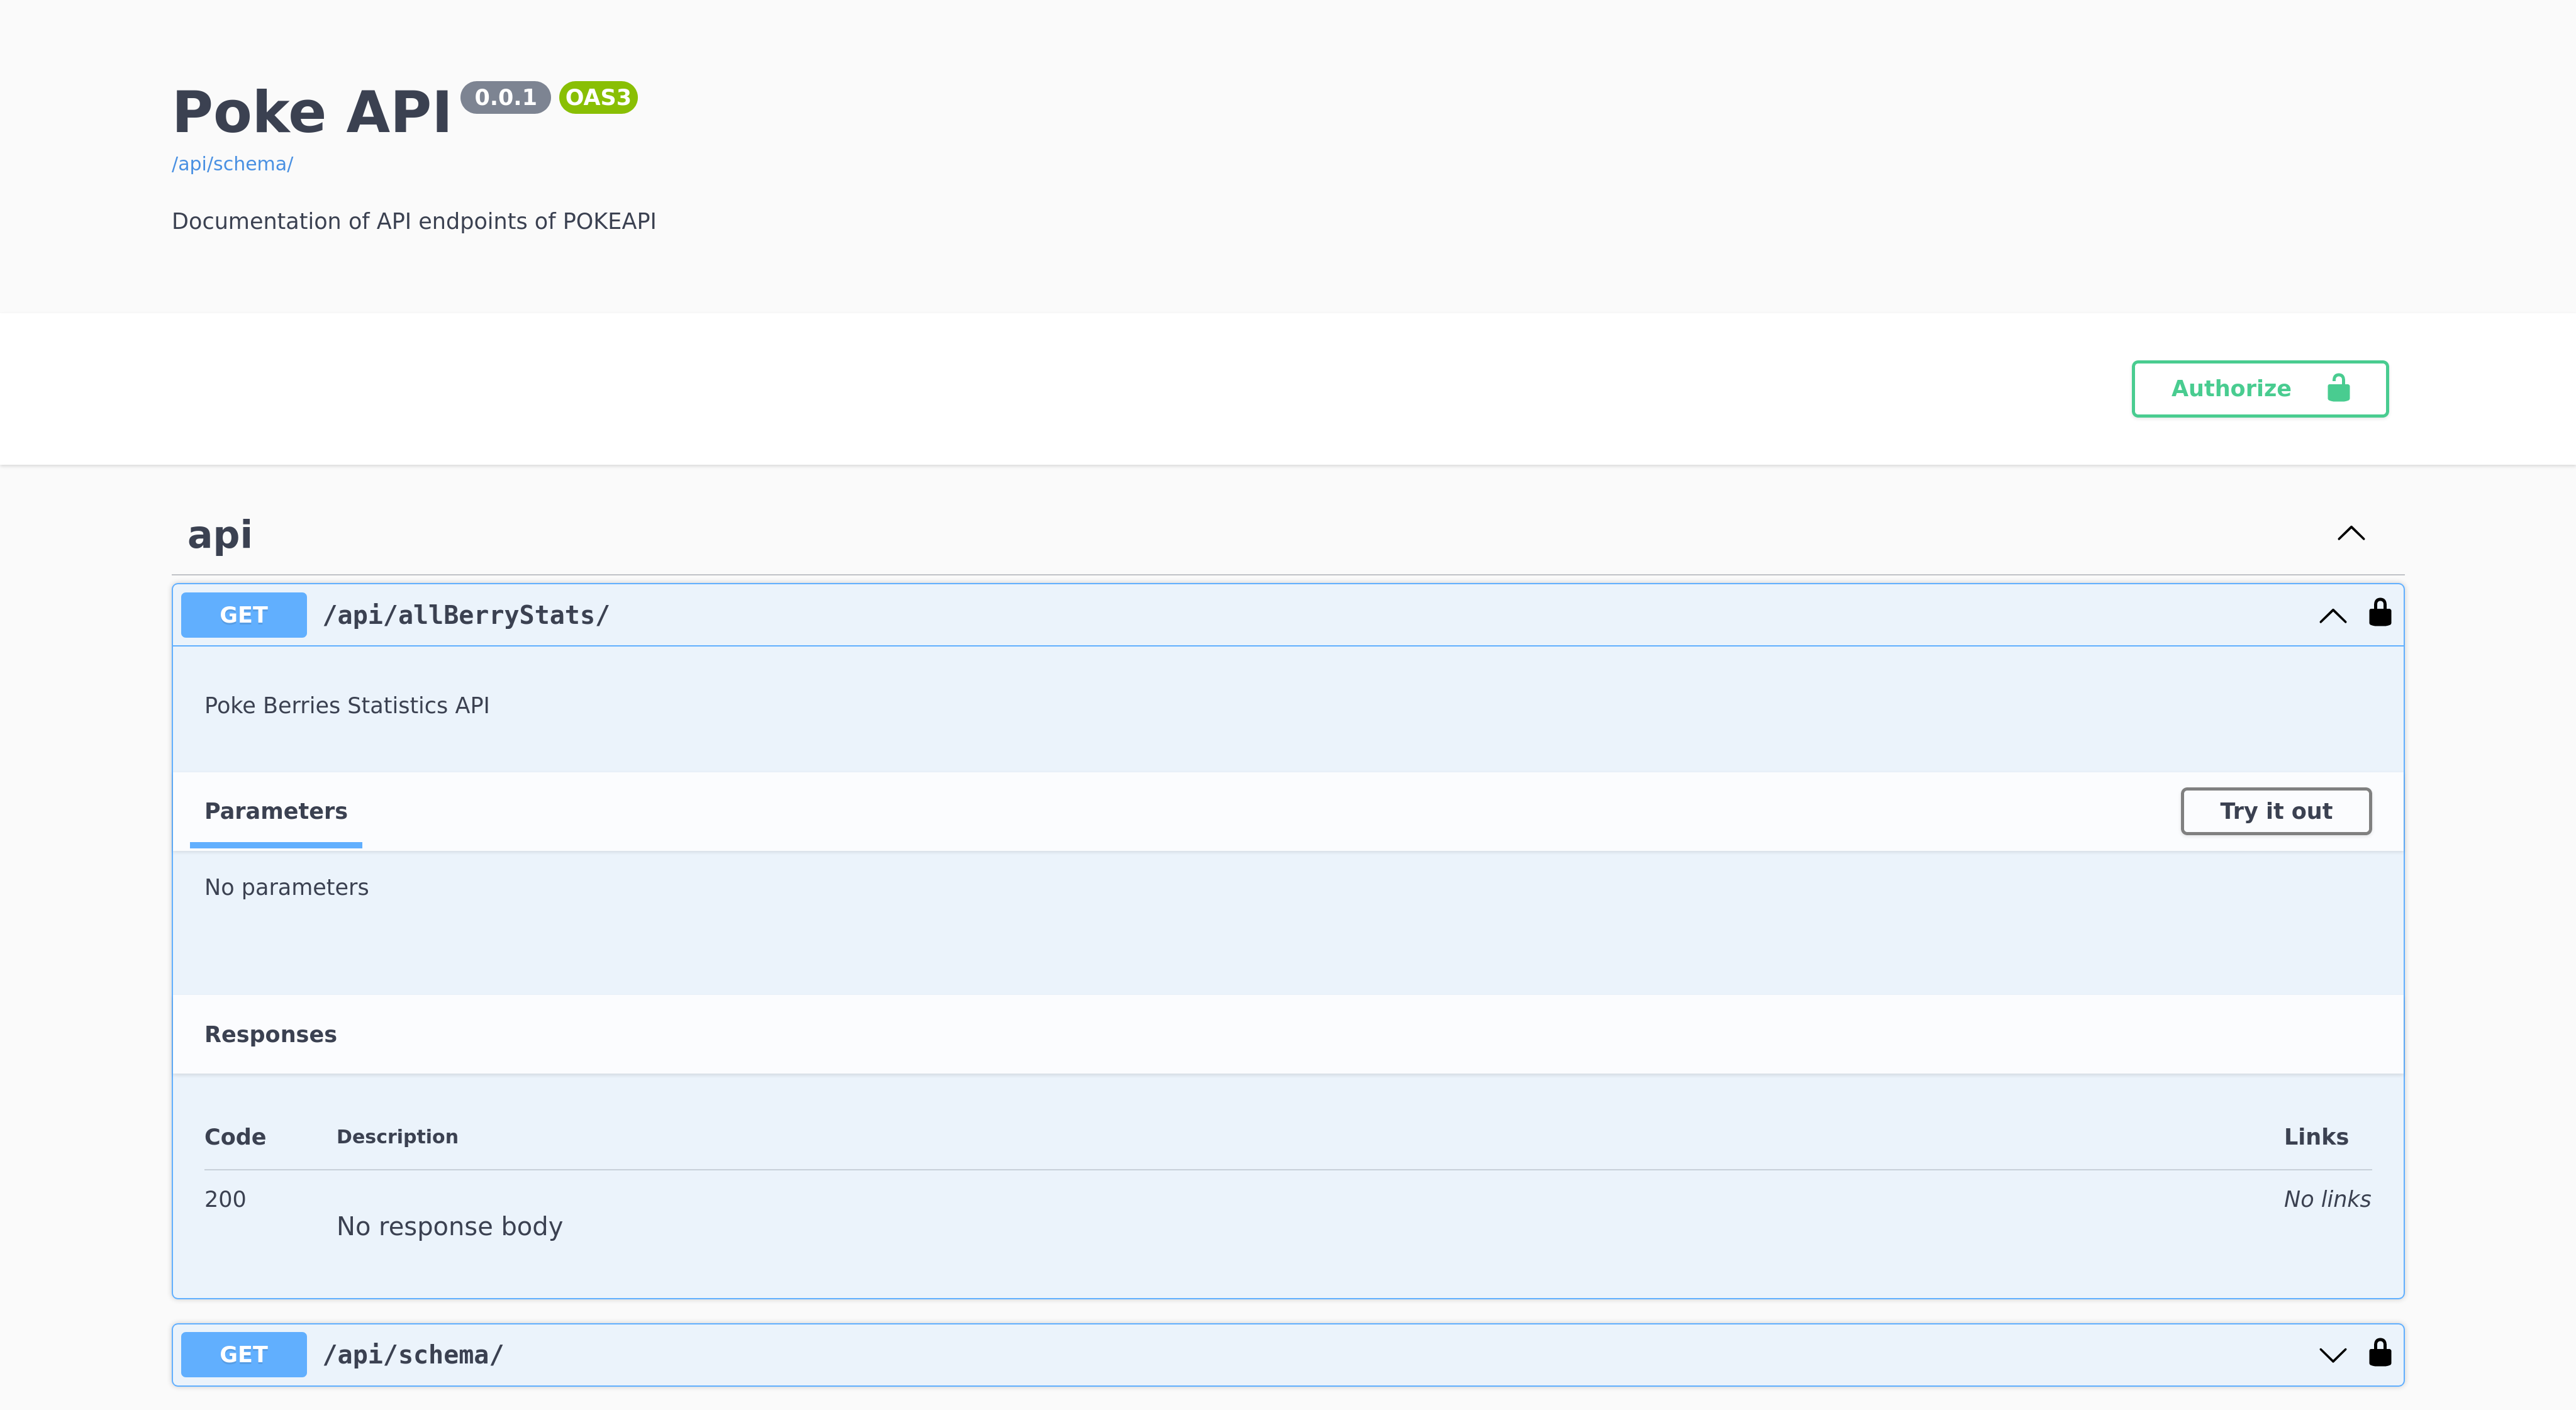 Poke API 0.0.1 OAS3
/api/schema/
Documentation of API endpoints of POKEAPI
Authorize
api
GET /api/allBerryStats/
Poke Berries Statistics API
Parameters Try it out
No parameters
Responses
Code Description Links
200 No links
No response body
GET /api/schema/